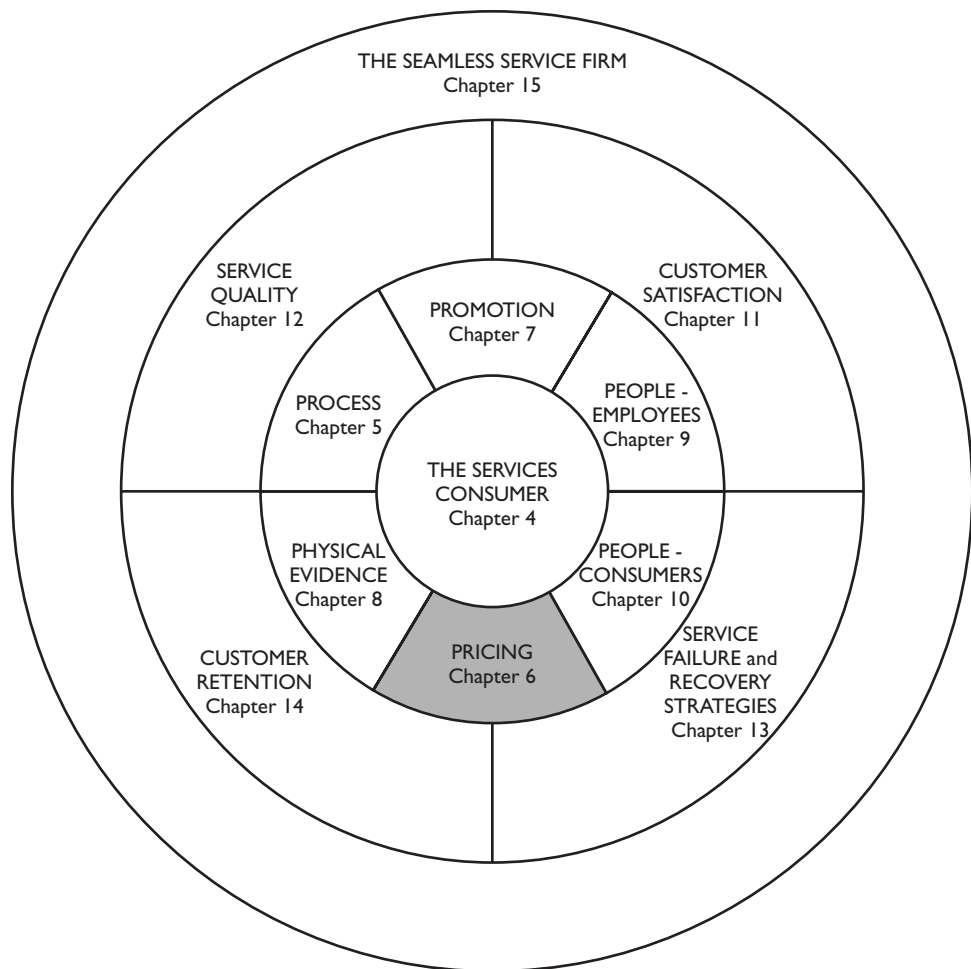 THE SEAMLESS SERVICE FIRM
Chapter 15
SERVICE
QUALITY
Chapter 12
CUSTOMER
SATISFACTION
Chapter 11
PROMOTION
Chapter 7
PROCESS
Chapter 5
PEOPLE -
EMPLOYEES
Chapter 9
THE SERVICES
CONSUMER
Chapter 4
PHYSICAL
EVIDENCE
Chapter 8
PEOPLE -
CONSUMERS
Chapter 10
PRICING
Chapter 6
CUSTOMER
RETENTION
Chapter 14
SERVICE
FAILURE and
RECOVERY
STRATEGIES
Chapter 13